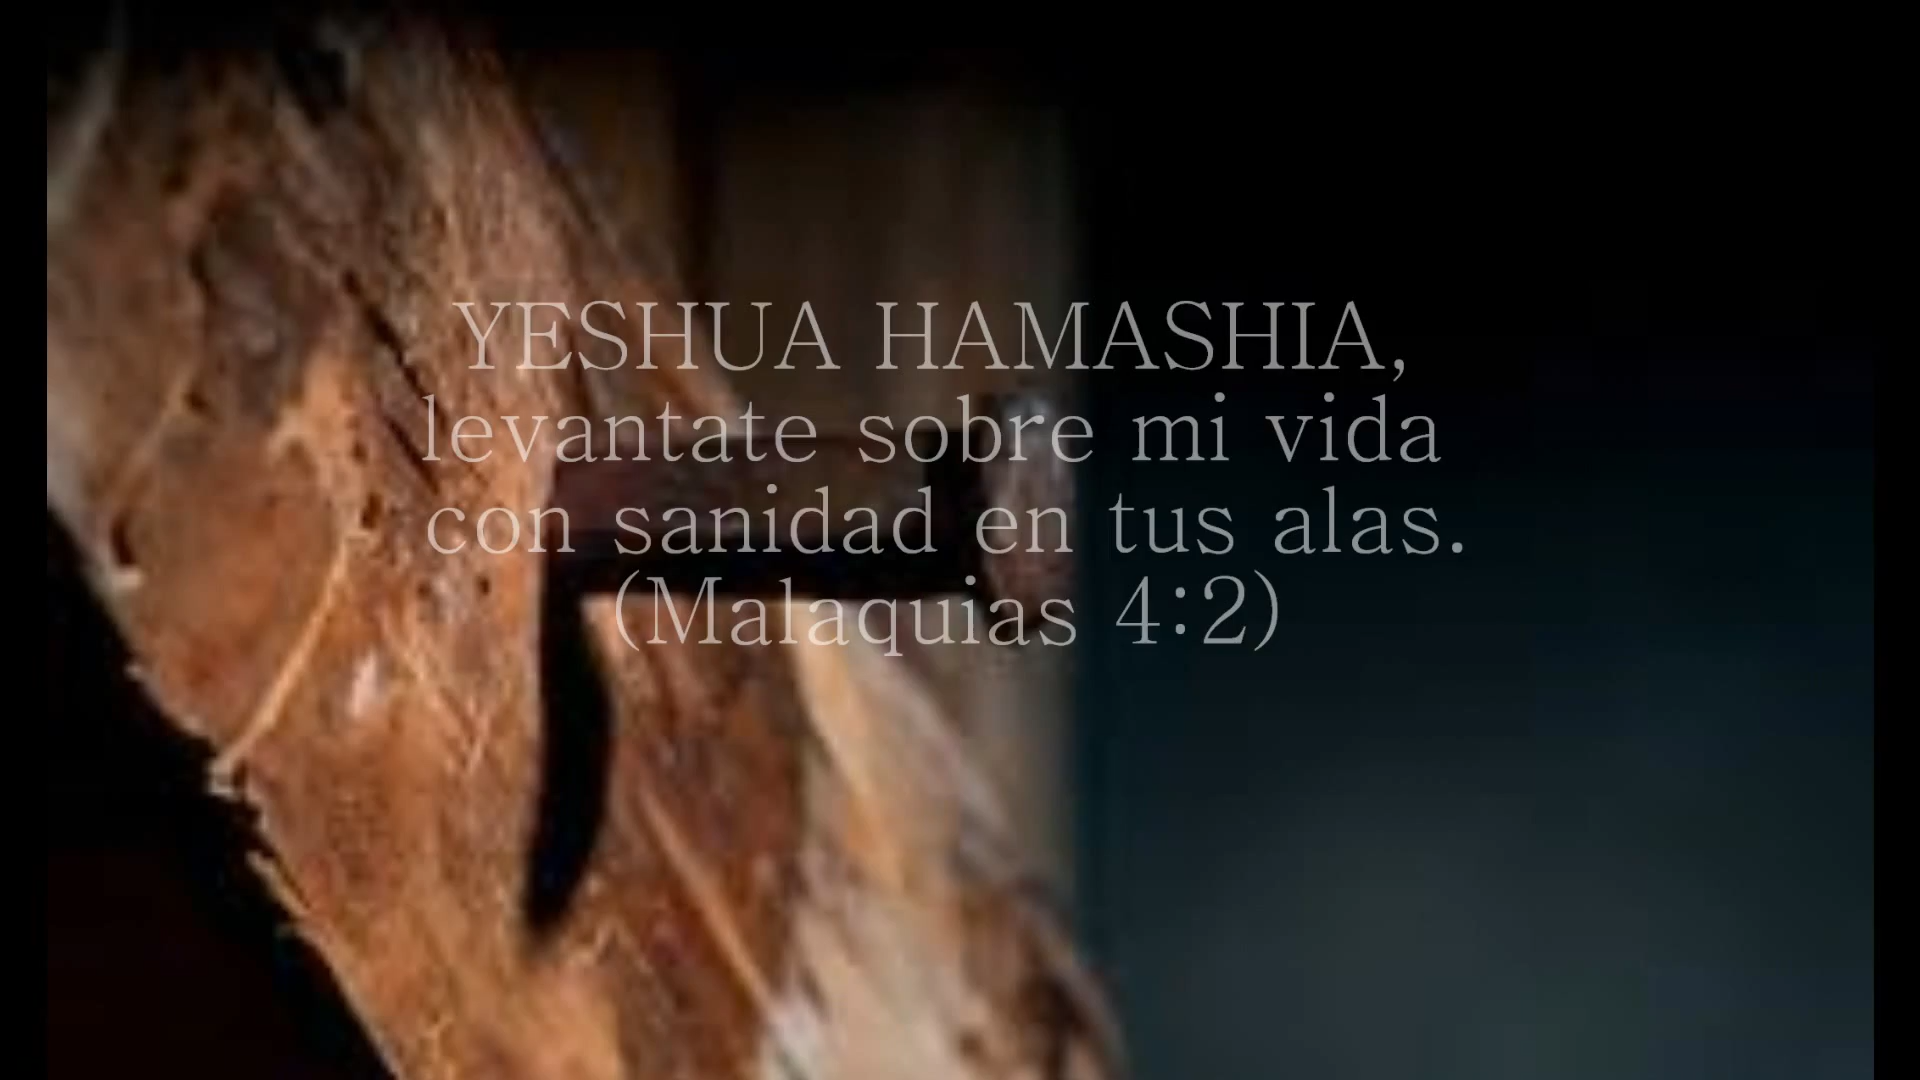 YESHUA HAMASHIA,
levantate sobre mi vida
con sanidad en tus alas.
(Malaquias 4:2)